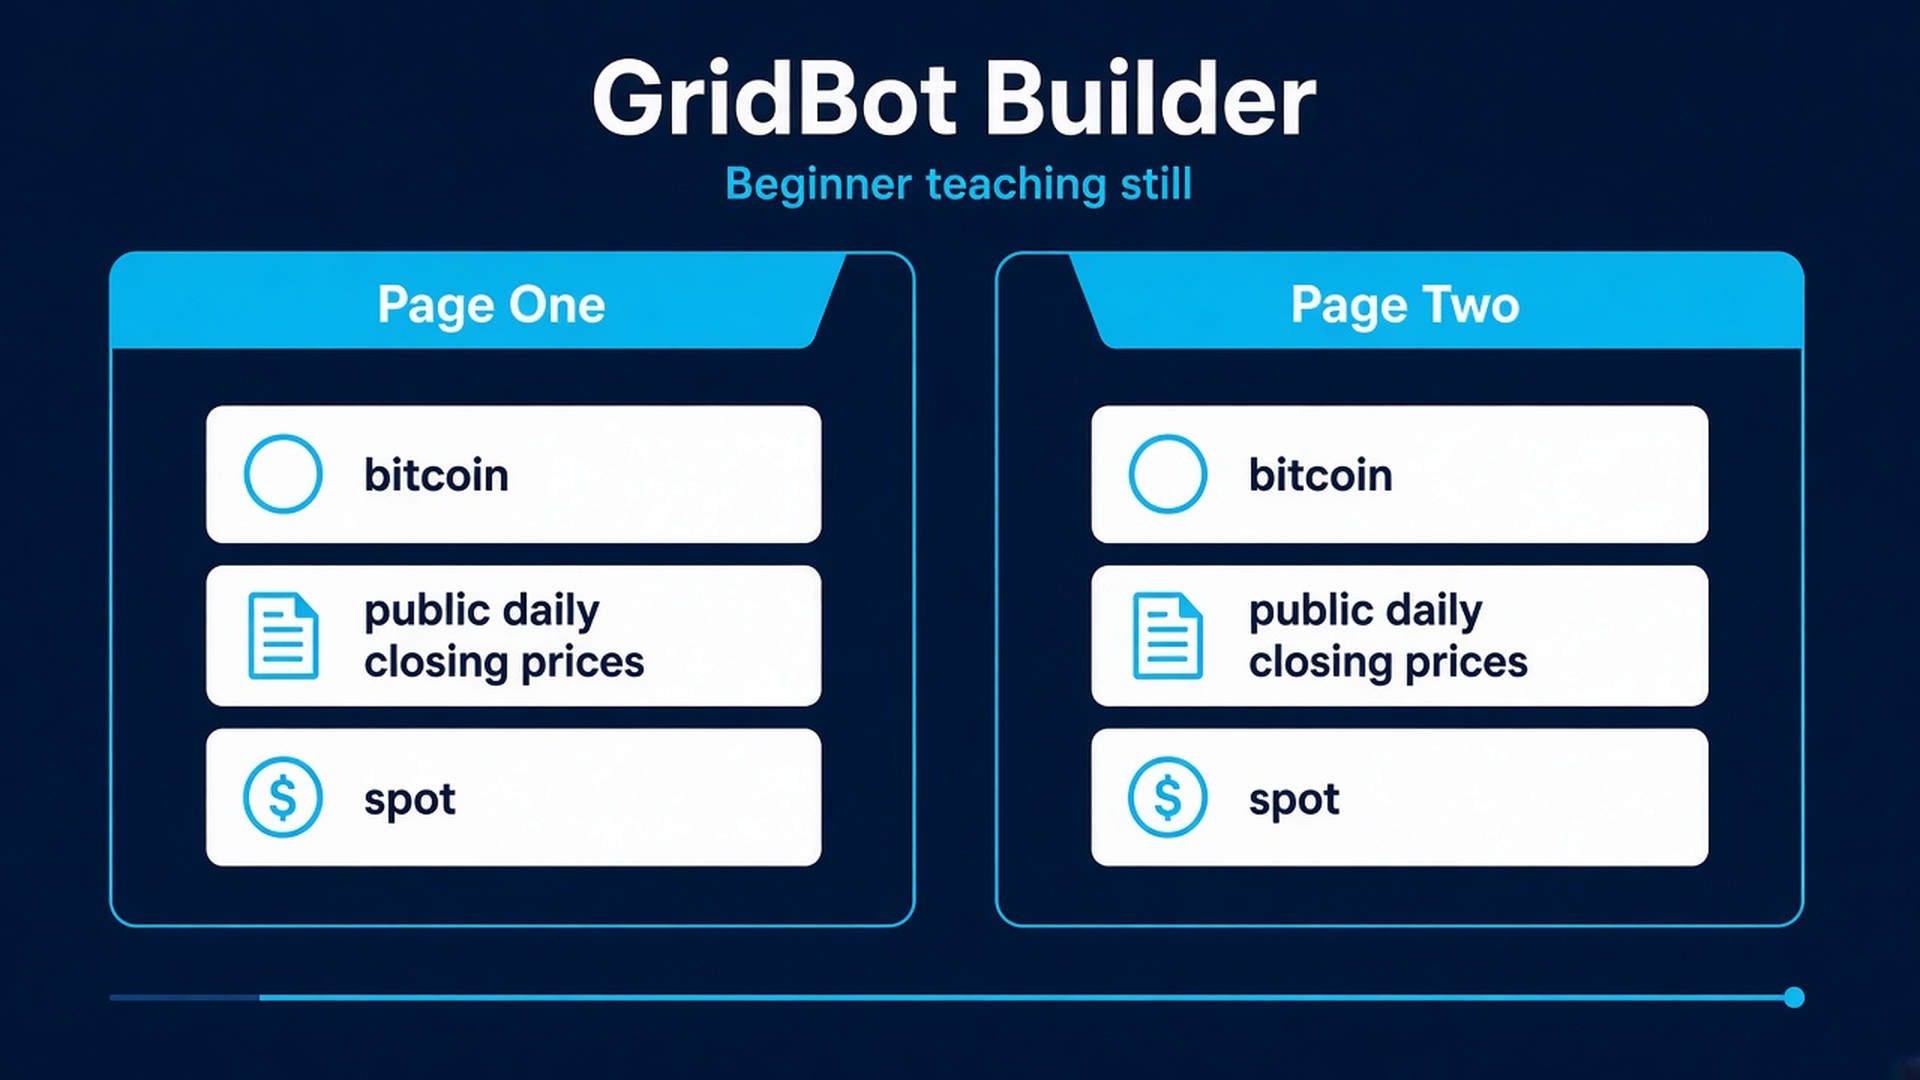 GridBot Builder
Beginner teaching still
Page One
bitcoin
public daily
closing prices
$
spot
Page Two
bitcoin
public daily
closing prices
$
spot